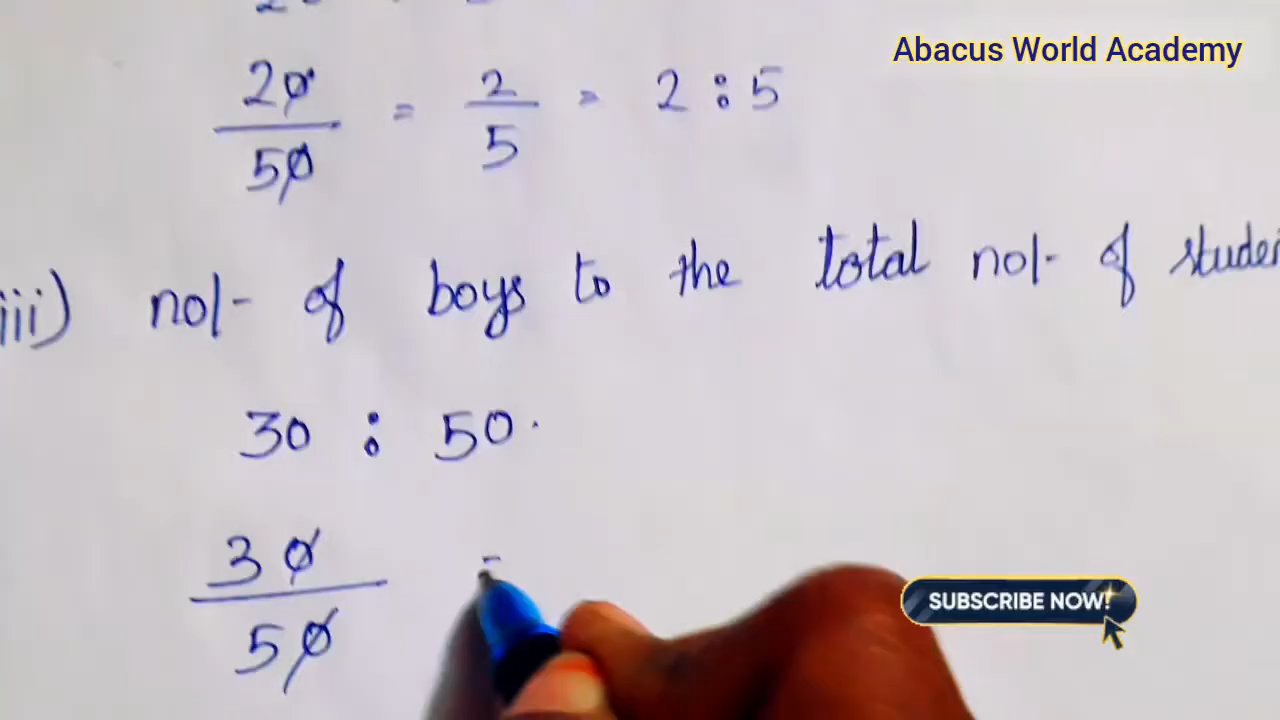 Abacus World Academy
20
50
= 2
5
= 2 : 5
iii) no/- of boys to the total no/- of
30 : 50.
30
50
=
SUBSCRIBE NOW!